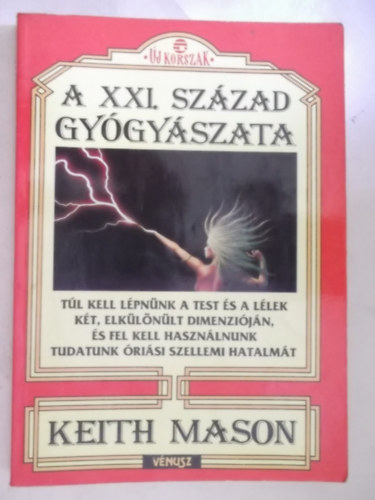 ÚJ KORSZAK
A XXI. SZÁZAD
GYÓGYÁSZATA
TÚL KELL LÉPNÜNK A TEST ÉS A LÉLEK
KÉT, ELKÜLÖNÜLT DIMENZIÓJÁN,
ÉS FEL KELL HASZNÁLNUNK
TUDATUNK ÓRIÁSI SZELLEMI HATALMÁT
KEITH MASON
VÉNUSZ